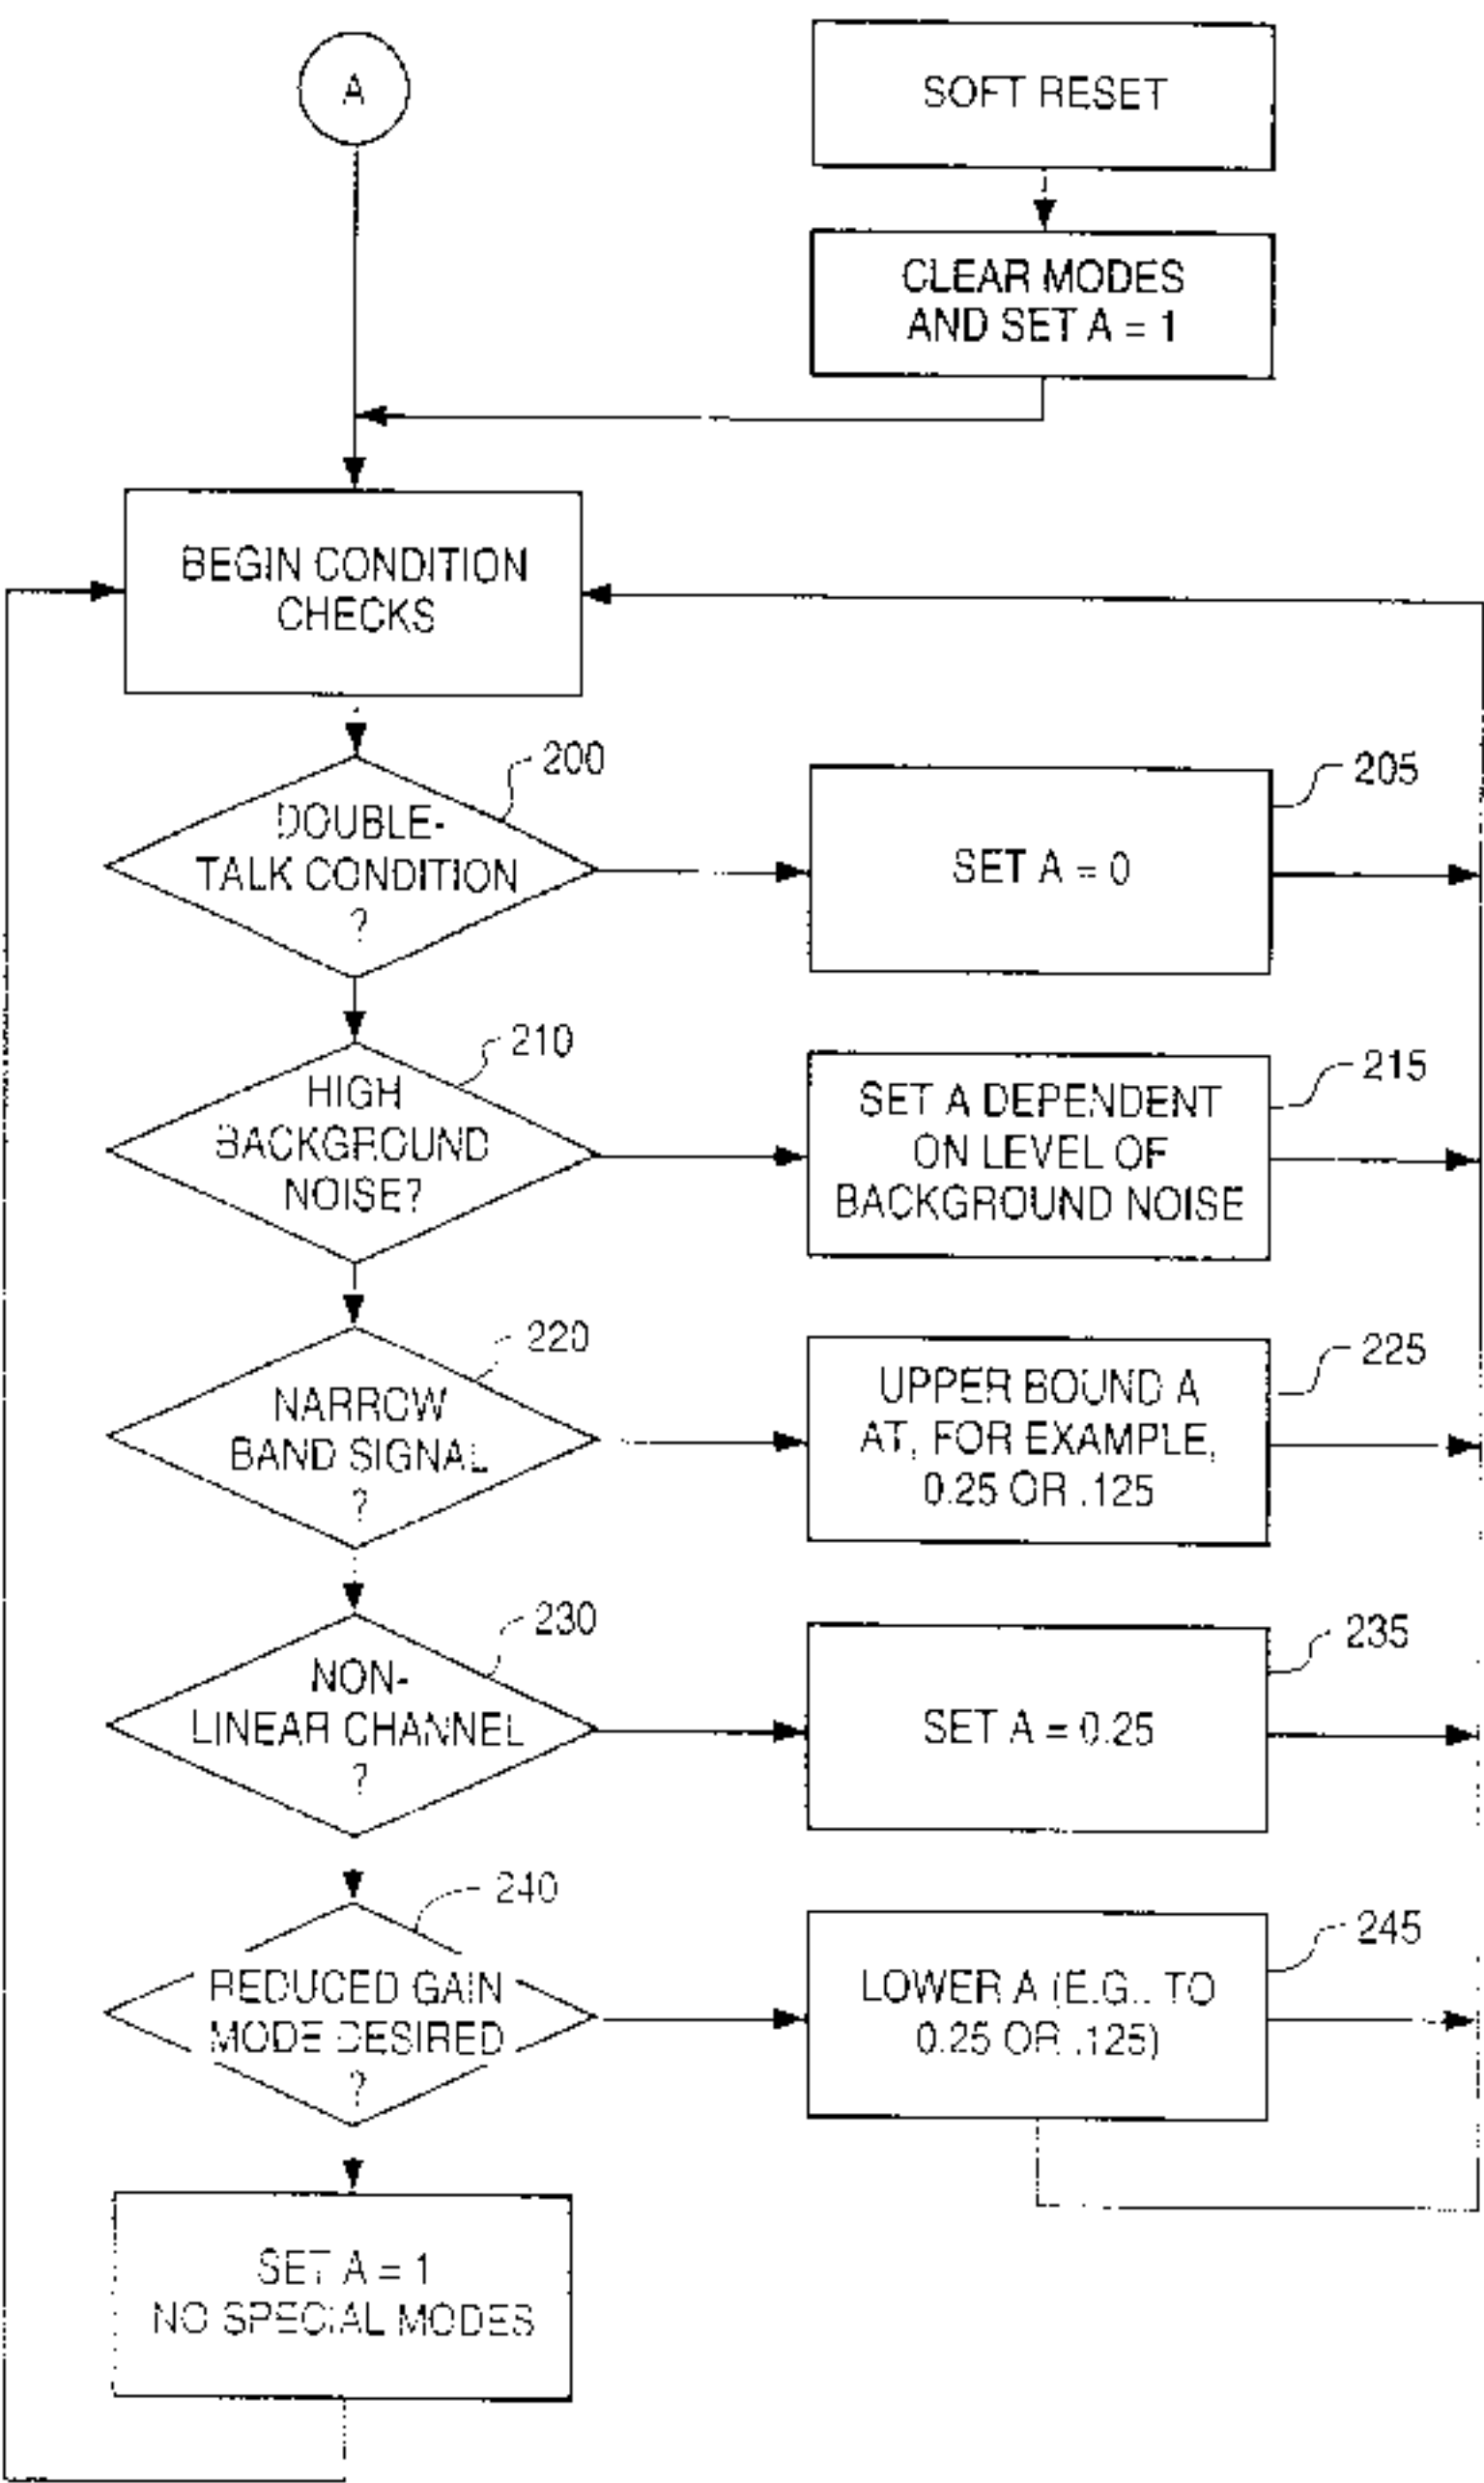 A
SOFT RESET
CLEAR MODES
AND SET A = 1
BEGIN CONDITION
CHECKS
200
DOUBLE-
TALK CONDITION
?
205
SET A = 0
210
HIGH
BACKGROUND
NOISE?
215
SET A DEPENDENT
ON LEVEL OF
BACKGROUND NOISE
220
NARROW
BAND SIGNAL
?
225
UPPER BOUND A
AT, FOR EXAMPLE,
0.25 OR .125
230
NON-
LINEAR CHANNEL
?
235
SET A = 0.25
240
REDUCED GAIN
MODE DESIRED
?
245
LOWER A (E.G., TO
0.25 OR .125)
SET A = 1
NO SPECIAL MODES